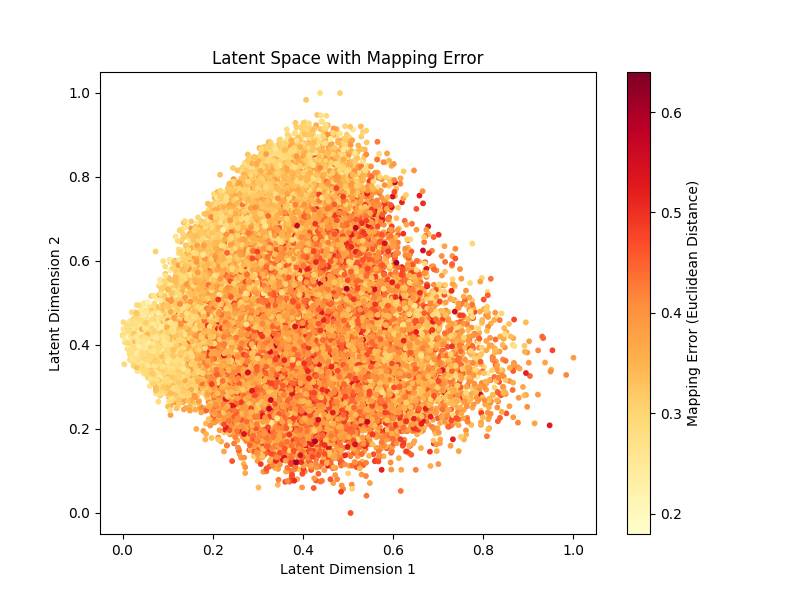 Latent Space with Mapping Error
1.0
0.8
0.6
0.4
0.2
0.0
Latent Dimension 2
0.0 0.2 0.4 0.6 0.8 1.0
Latent Dimension 1
0.6
0.5
0.4
0.3
0.2
Mapping Error (Euclidean Distance)